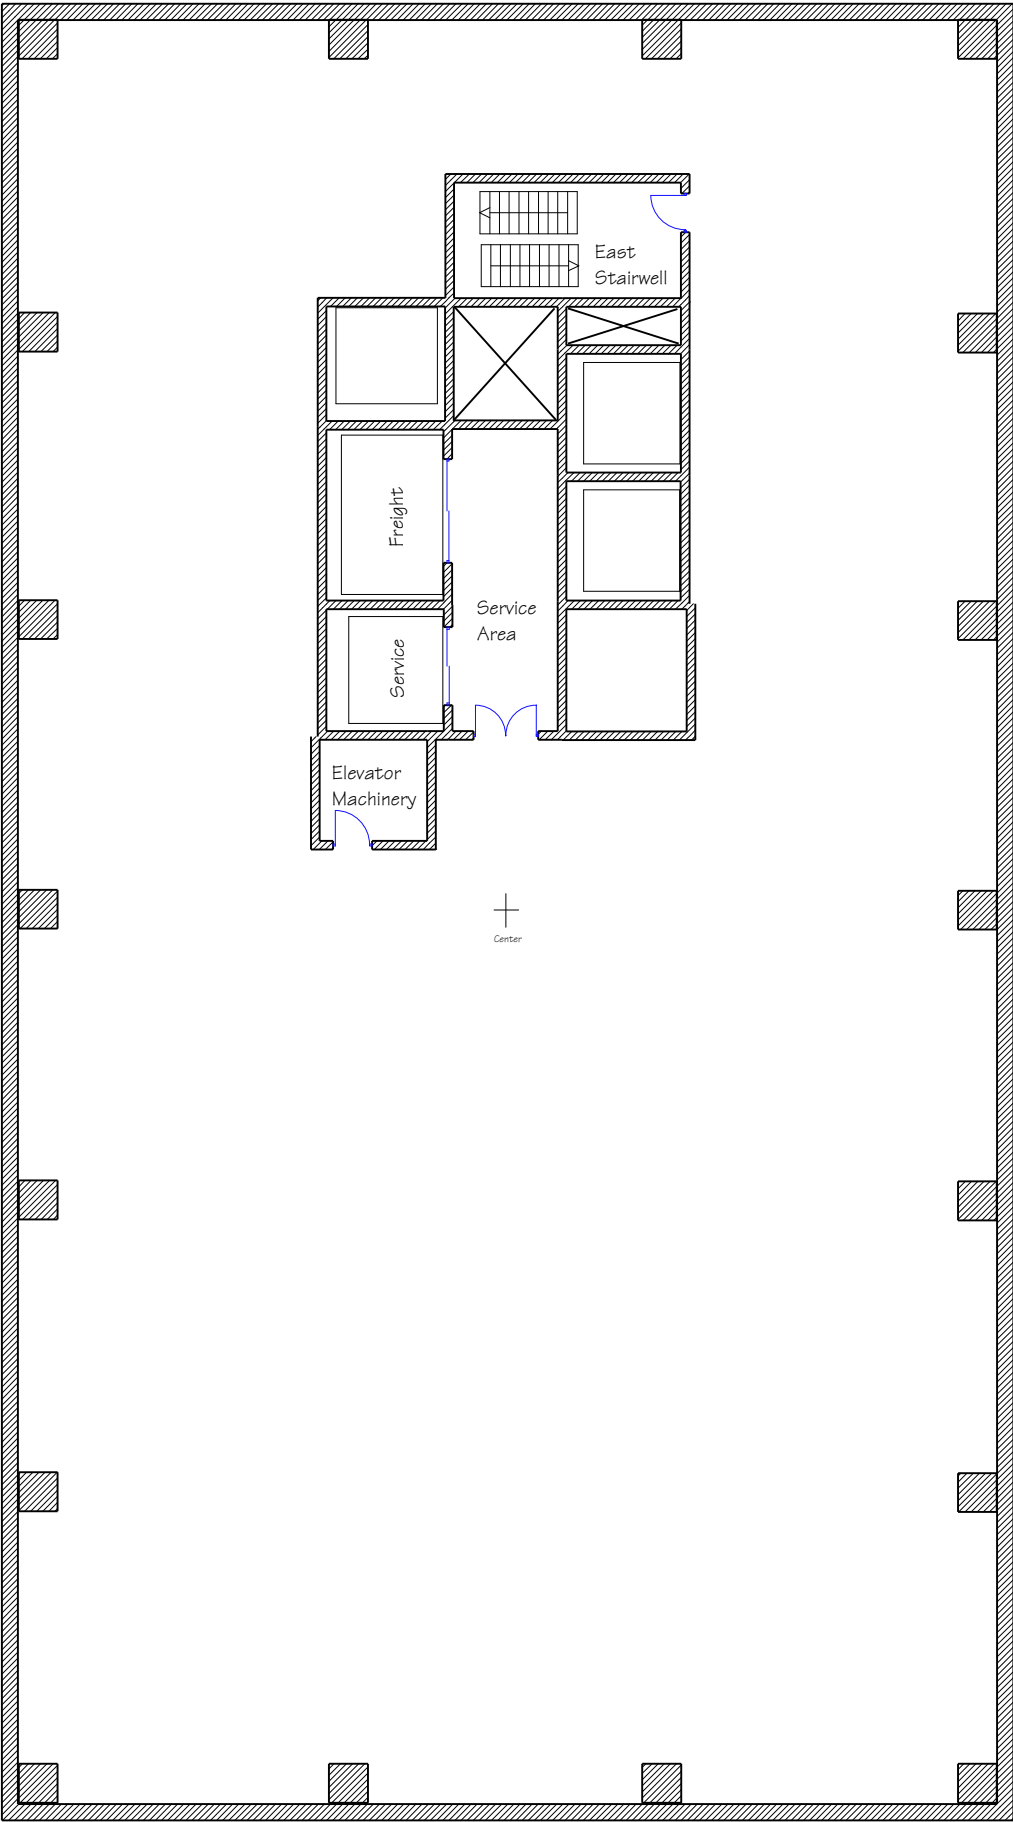 East
Stairwell
Freight
Service
Area
Service
Elevator
Machinery
Center